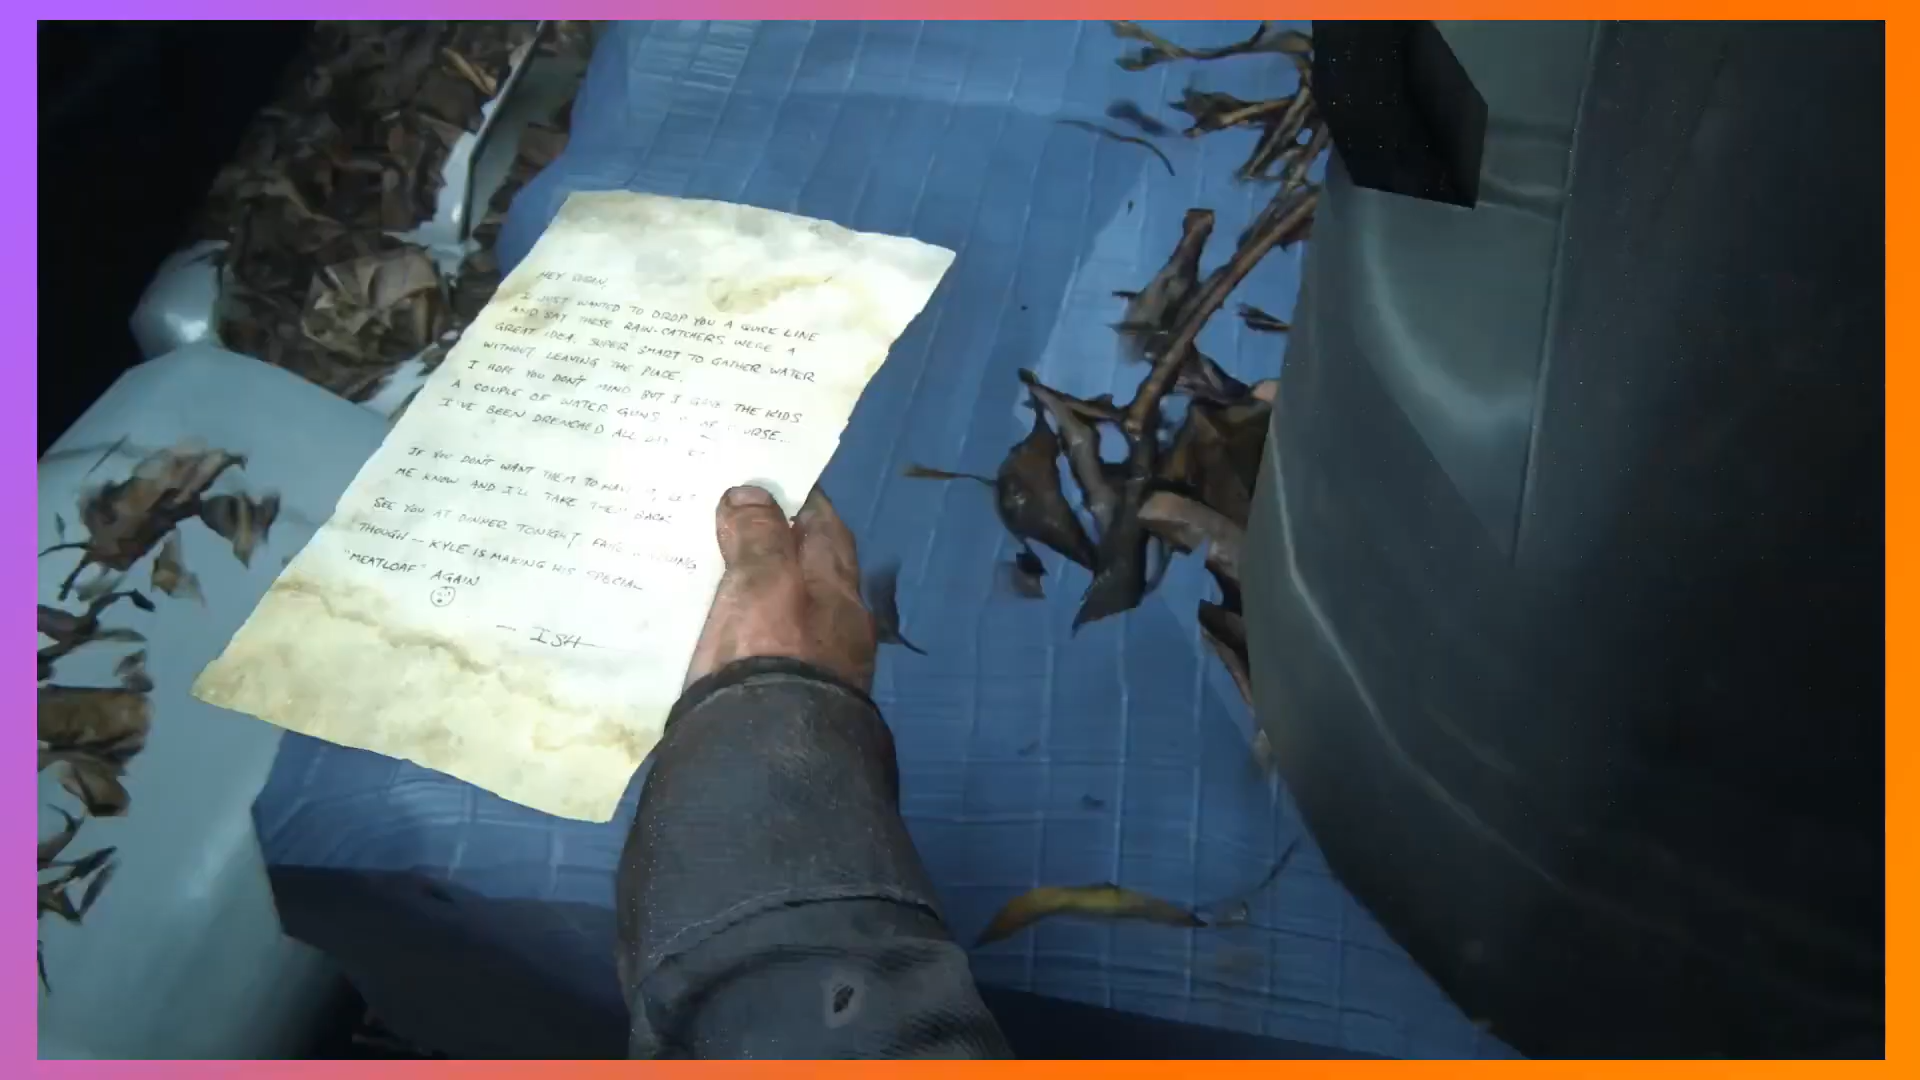 HEY SUSAN,
I JUST WANTED TO DROP YOU A QUICK LINE
AND SAY THESE RAIN-CATCHERS WERE A
GREAT IDEA. SUPER SMART TO GATHER WATER
WITHOUT LEAVING THE PLACE.
I HOPE YOU DON'T MIND BUT I GAVE THE KIDS
A COUPLE OF WATER GUNS
I'VE BEEN DRENCHED ALL DAY
IF YOU DON'T WANT THEM TO HAVE
ME KNOW AND I'LL TAKE THEM BACK
SEE YOU AT DINNER TONIGHT
THOUGH - KYLE IS MAKING HIS SPECIAL
"MEATLOAF" AGAIN
- ISH